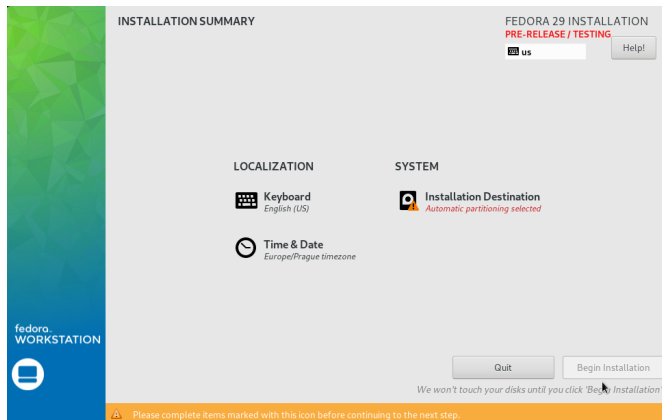 INSTALLATION SUMMARY
FEDORA 29 INSTALLATION
PRE-RELEASE / TESTING
us
Help!
LOCALIZATION
SYSTEM
Keyboard
English (US)
Installation Destination
Automatic partitioning selected
Time & Date
Europe/Prague timezone
fedora.
WORKSTATION
Quit
Begin Installation
We won't touch your disks until you click 'Begin Installation'
Please complete items marked with this icon before continuing to the next step.